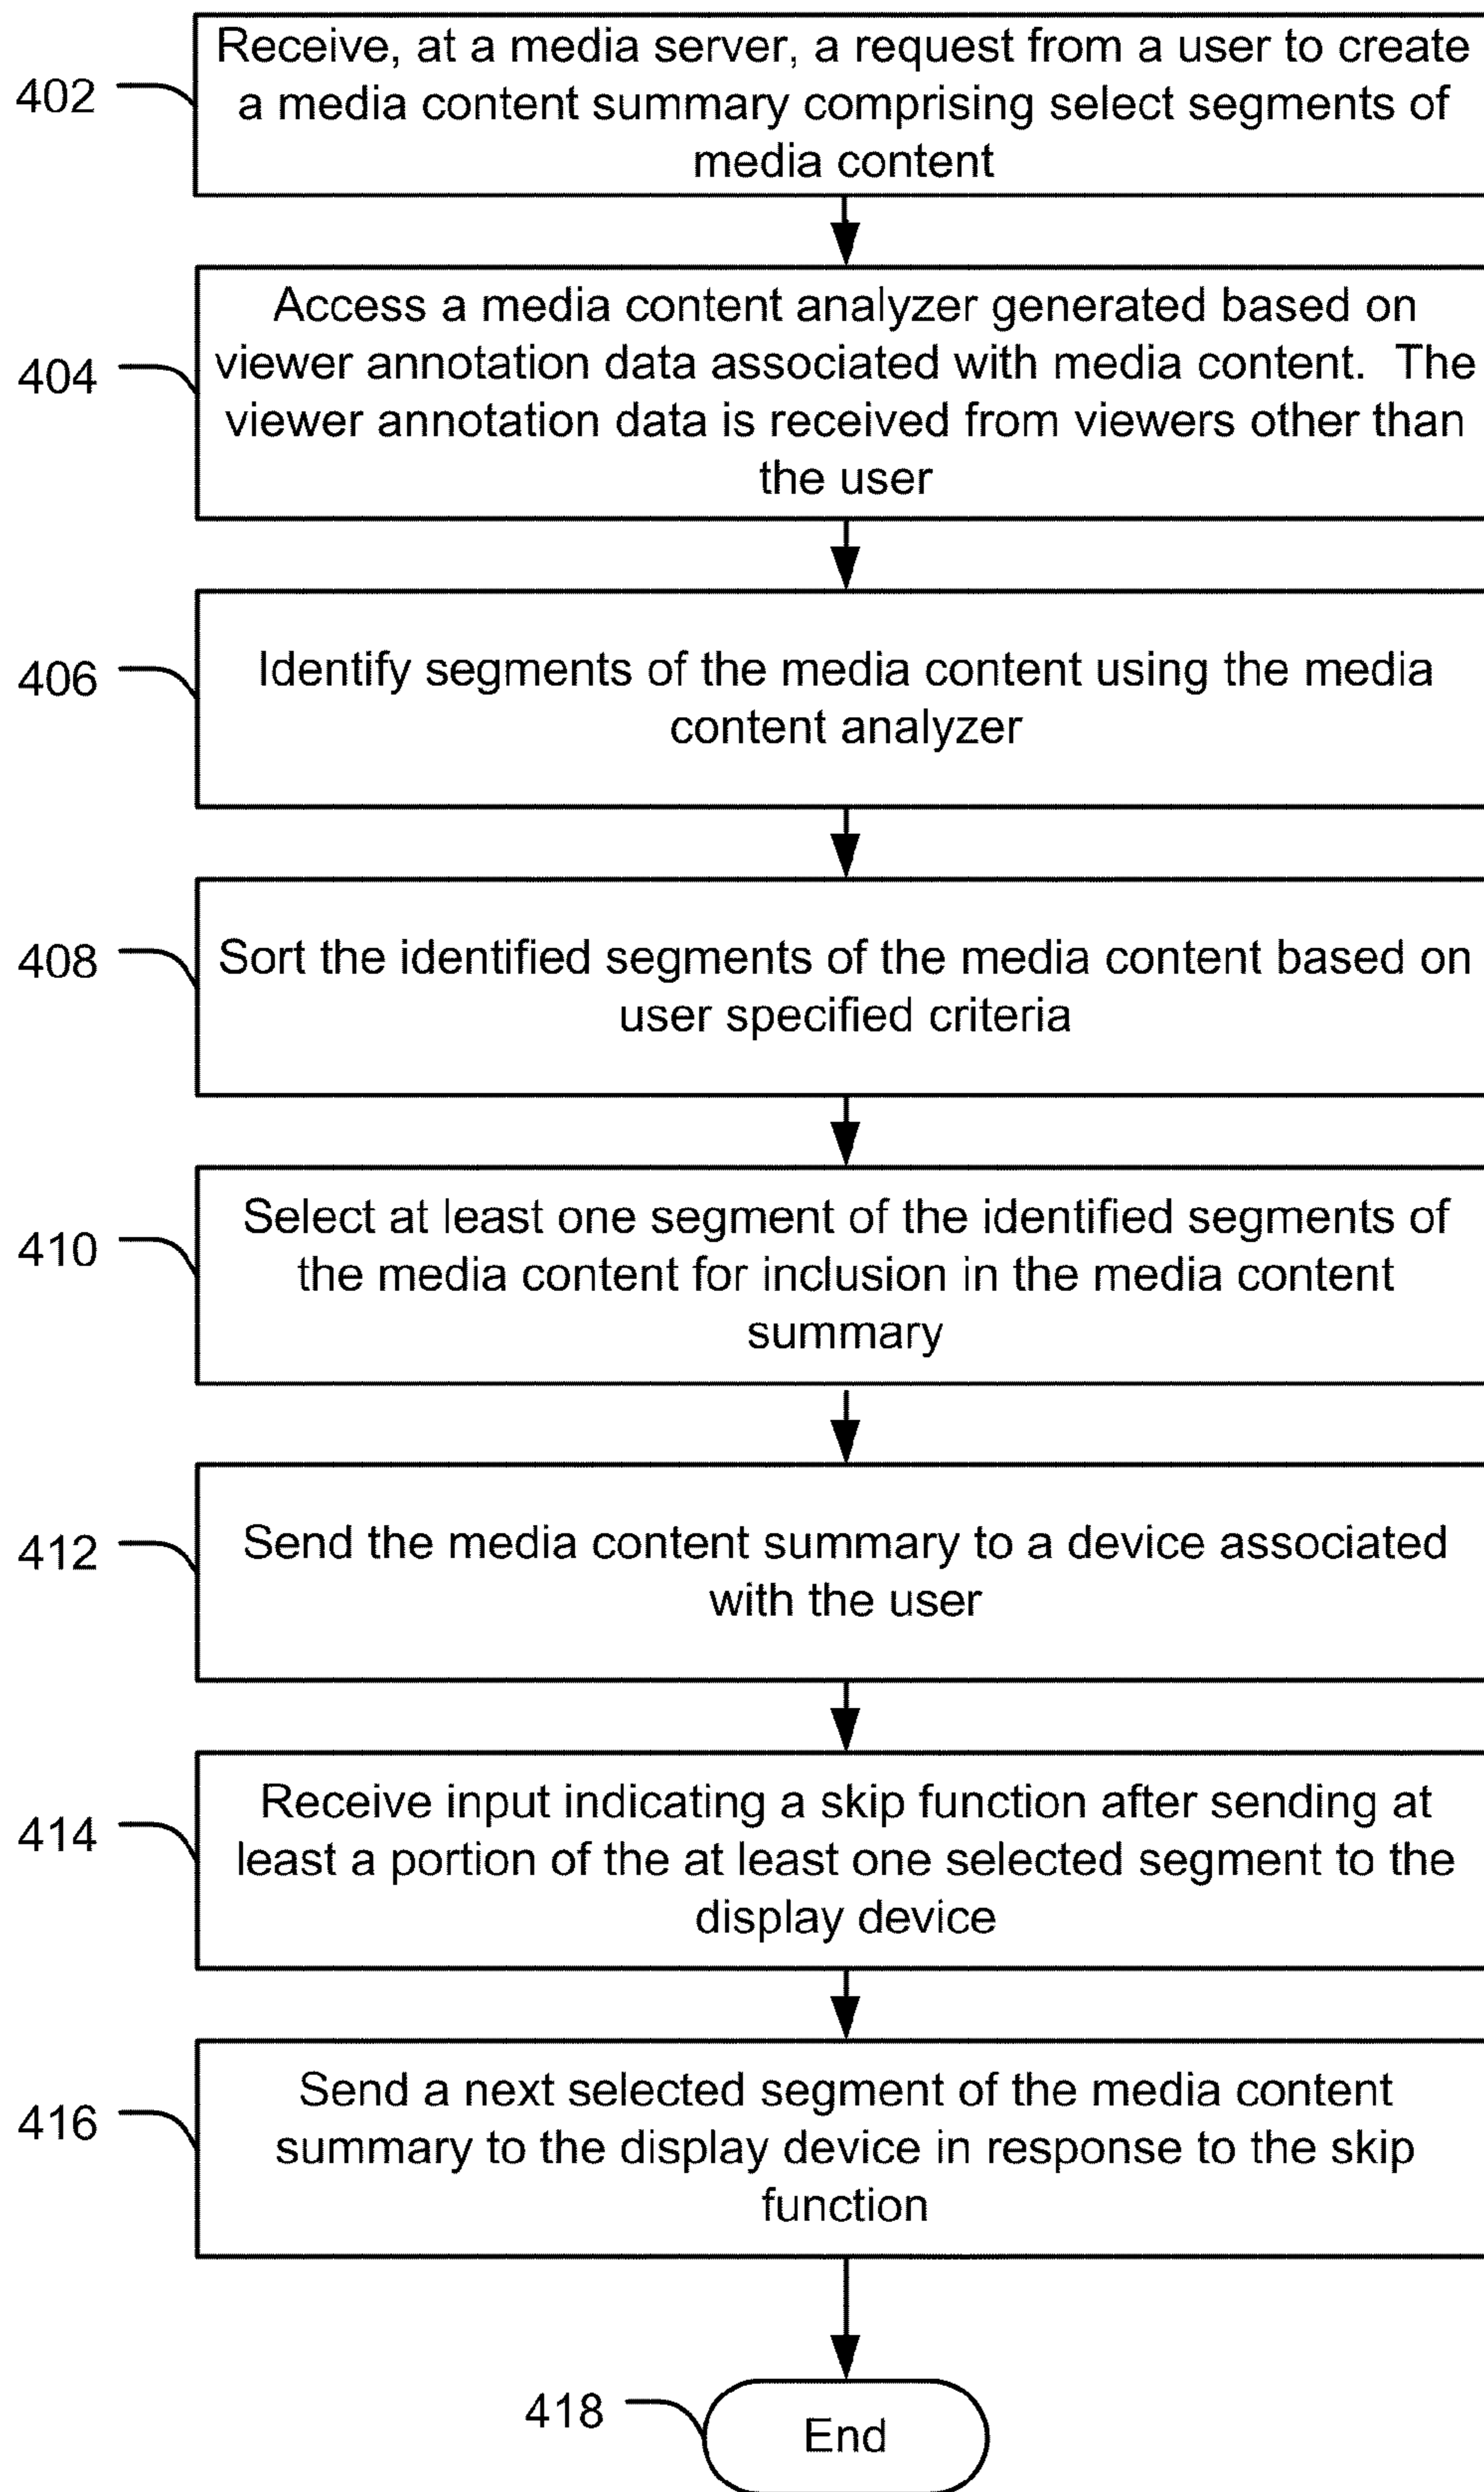 402
Receive, at a media server, a request from a user to create
a media content summary comprising select segments of
media content
404
Access a media content analyzer generated based on
viewer annotation data associated with media content. The
viewer annotation data is received from viewers other than
the user
406
Identify segments of the media content using the media
content analyzer
408
Sort the identified segments of the media content based on
user specified criteria
410
Select at least one segment of the identified segments of
the media content for inclusion in the media content
summary
412
Send the media content summary to a device associated
with the user
414
Receive input indicating a skip function after sending at
least a portion of the at least one selected segment to the
display device
416
Send a next selected segment of the media content
summary to the display device in response to the skip
function
418
End